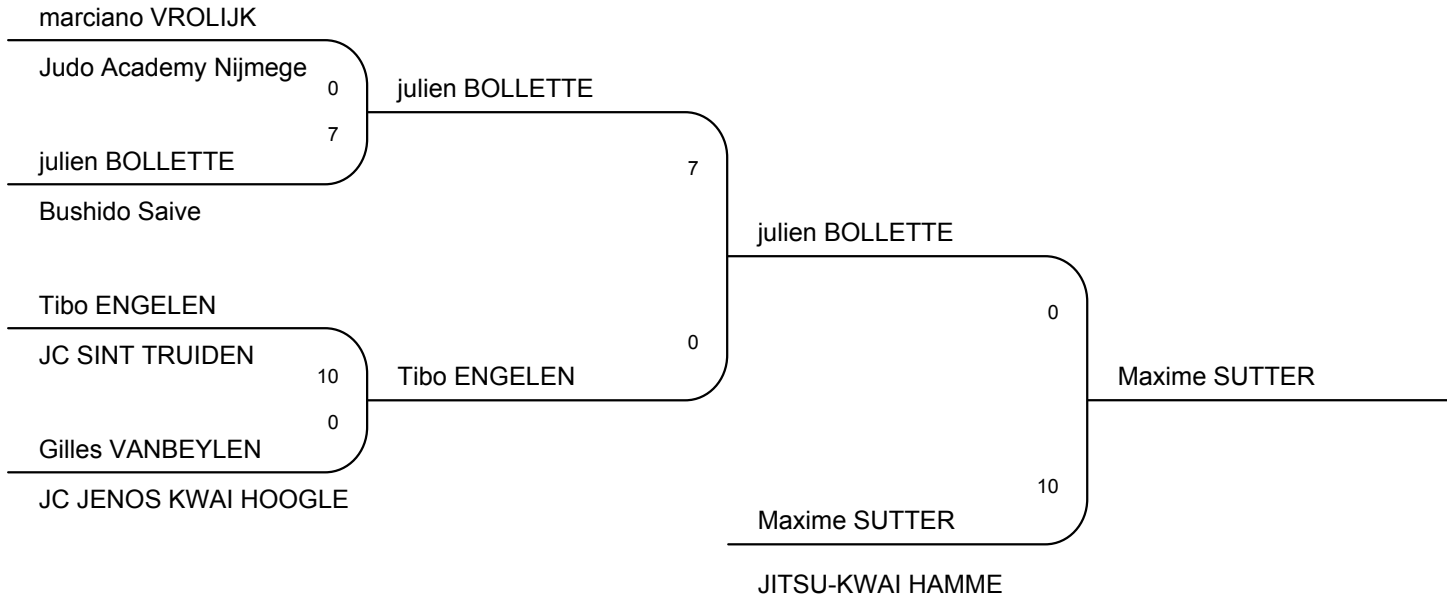 marciano VROLIJK
Judo Academy Nijmege
0
julien BOLLETTE
7
julien BOLLETTE
7
Bushido Saive
julien BOLLETTE
Tibo ENGELEN
0
JC SINT TRUIDEN
0
10
Tibo ENGELEN
Maxime SUTTER
0
Gilles VANBEYLEN
10
JC JENOS KWAI HOOGLE
Maxime SUTTER
JITSU-KWAI HAMME